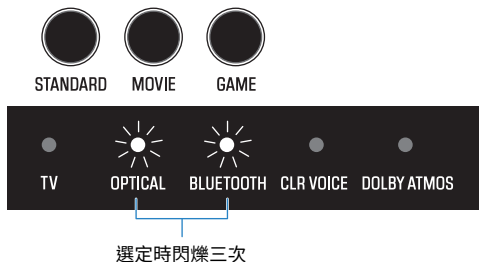 STANDARD MOVIE GAME
TV OPTICAL BLUETOOTH CLR VOICE DOLBY ATMOS
選定時閃爍三次